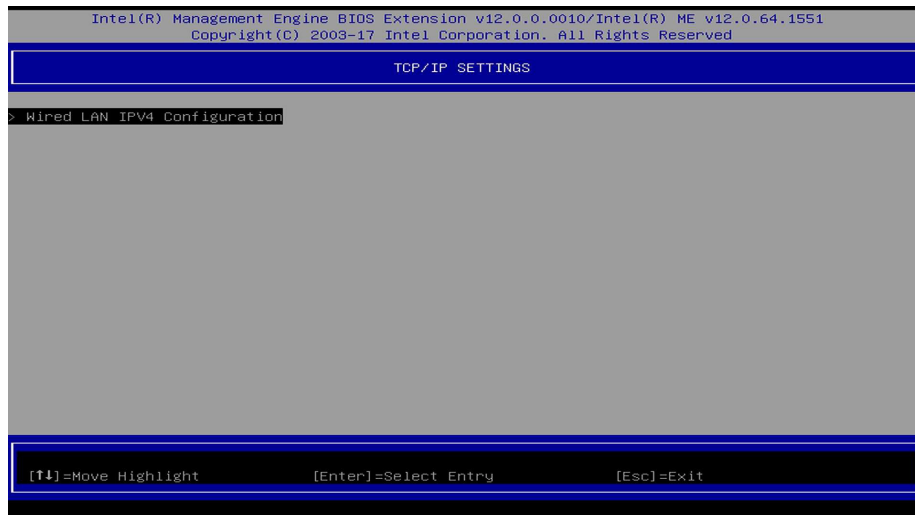 Intel(R) Management Engine BIOS Extension v12.0.0.0010/Intel(R) ME v12.0.64.1551
Copyright(C) 2003-17 Intel Corporation. All Rights Reserved
TCP/IP SETTINGS
> Wired LAN IPV4 Configuration
[↑↓]=Move Highlight [Enter]=Select Entry [Esc]=Exit